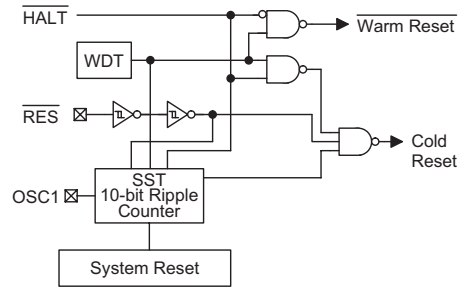 HALT
Warm Reset
WDT
RES
Cold
Reset
OSC1
SST
10-bit Ripple
Counter
System Reset